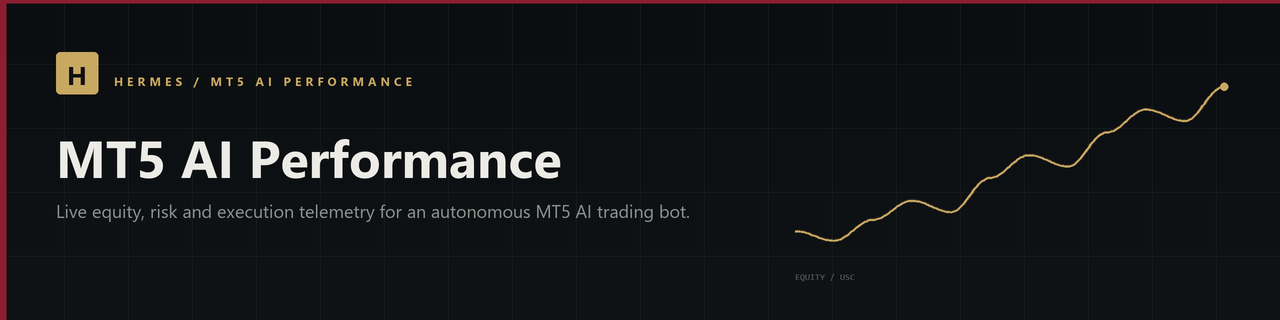 H
HERMES / MT5 AI PERFORMANCE
MT5 AI Performance
Live equity, risk and execution telemetry for an autonomous MT5 AI trading bot.
EQUITY / USC